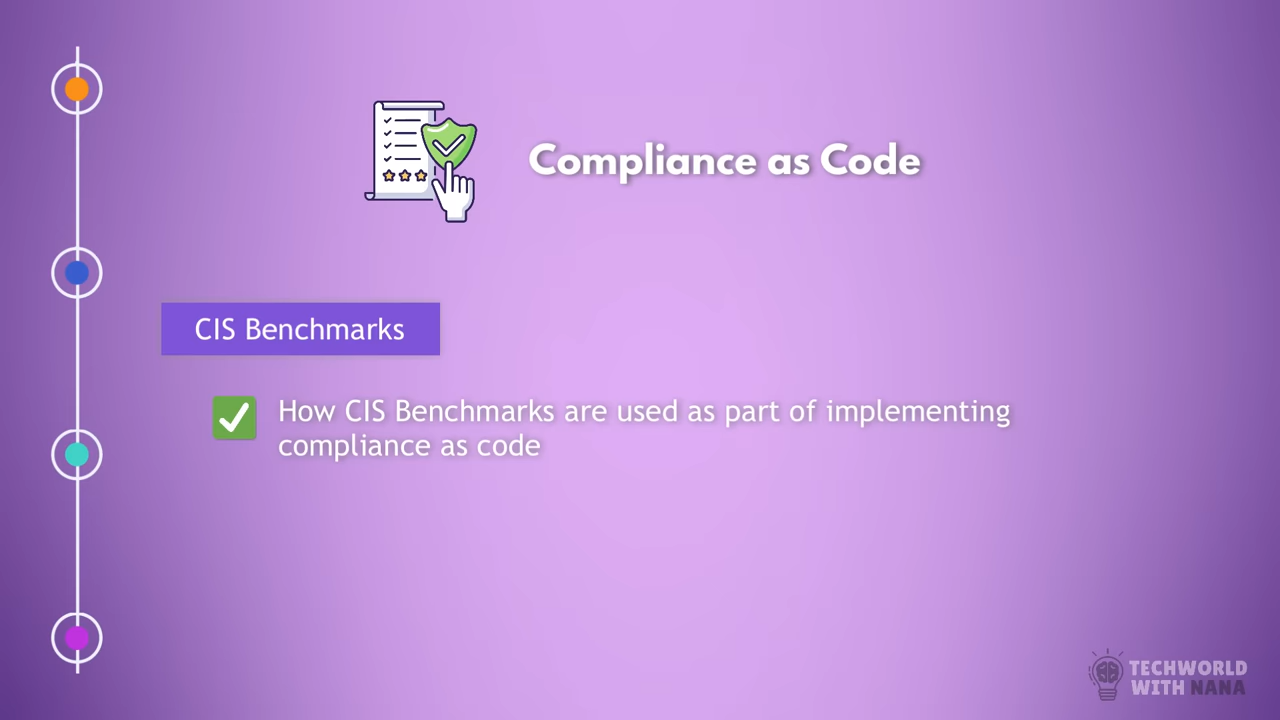 Compliance as Code
CIS Benchmarks
How CIS Benchmarks are used as part of implementing
compliance as code
TECHWORLD
WITH NANA